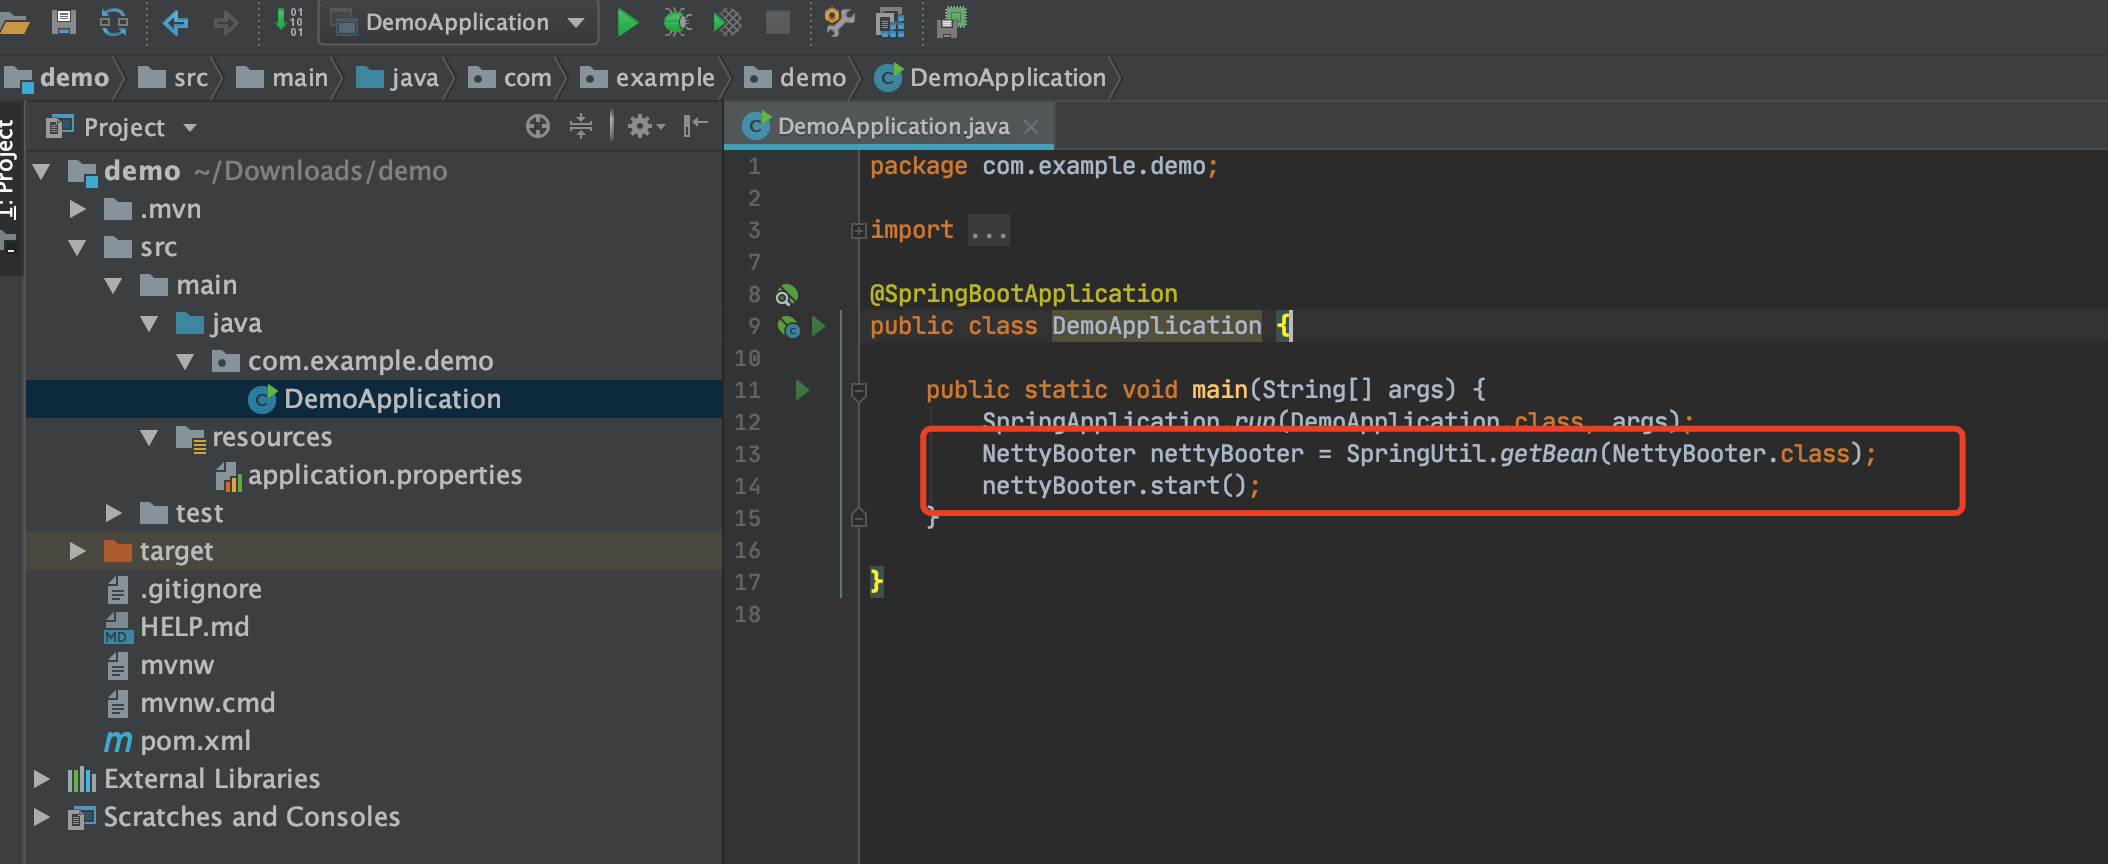 DemoApplication
demo src main java com example demo DemoApplication
1: Project
Project
demo ~/Downloads/demo
.mvn
src
main
java
com.example.demo
DemoApplication
resources
application.properties
test
target
.gitignore
HELP.md
mvnw
mvnw.cmd
pom.xml
External Libraries
Scratches and Consoles
DemoApplication.java
1 package com.example.demo;
2
3 import ...
7
8 @SpringBootApplication
9 public class DemoApplication {
10
11 public static void main(String[] args) {
12 SpringApplication.run(DemoApplication.class, args);
13 NettyBooter nettyBooter = SpringUtil.getBean(NettyBooter.class);
14 nettyBooter.start();
15 }
16
17 }
18